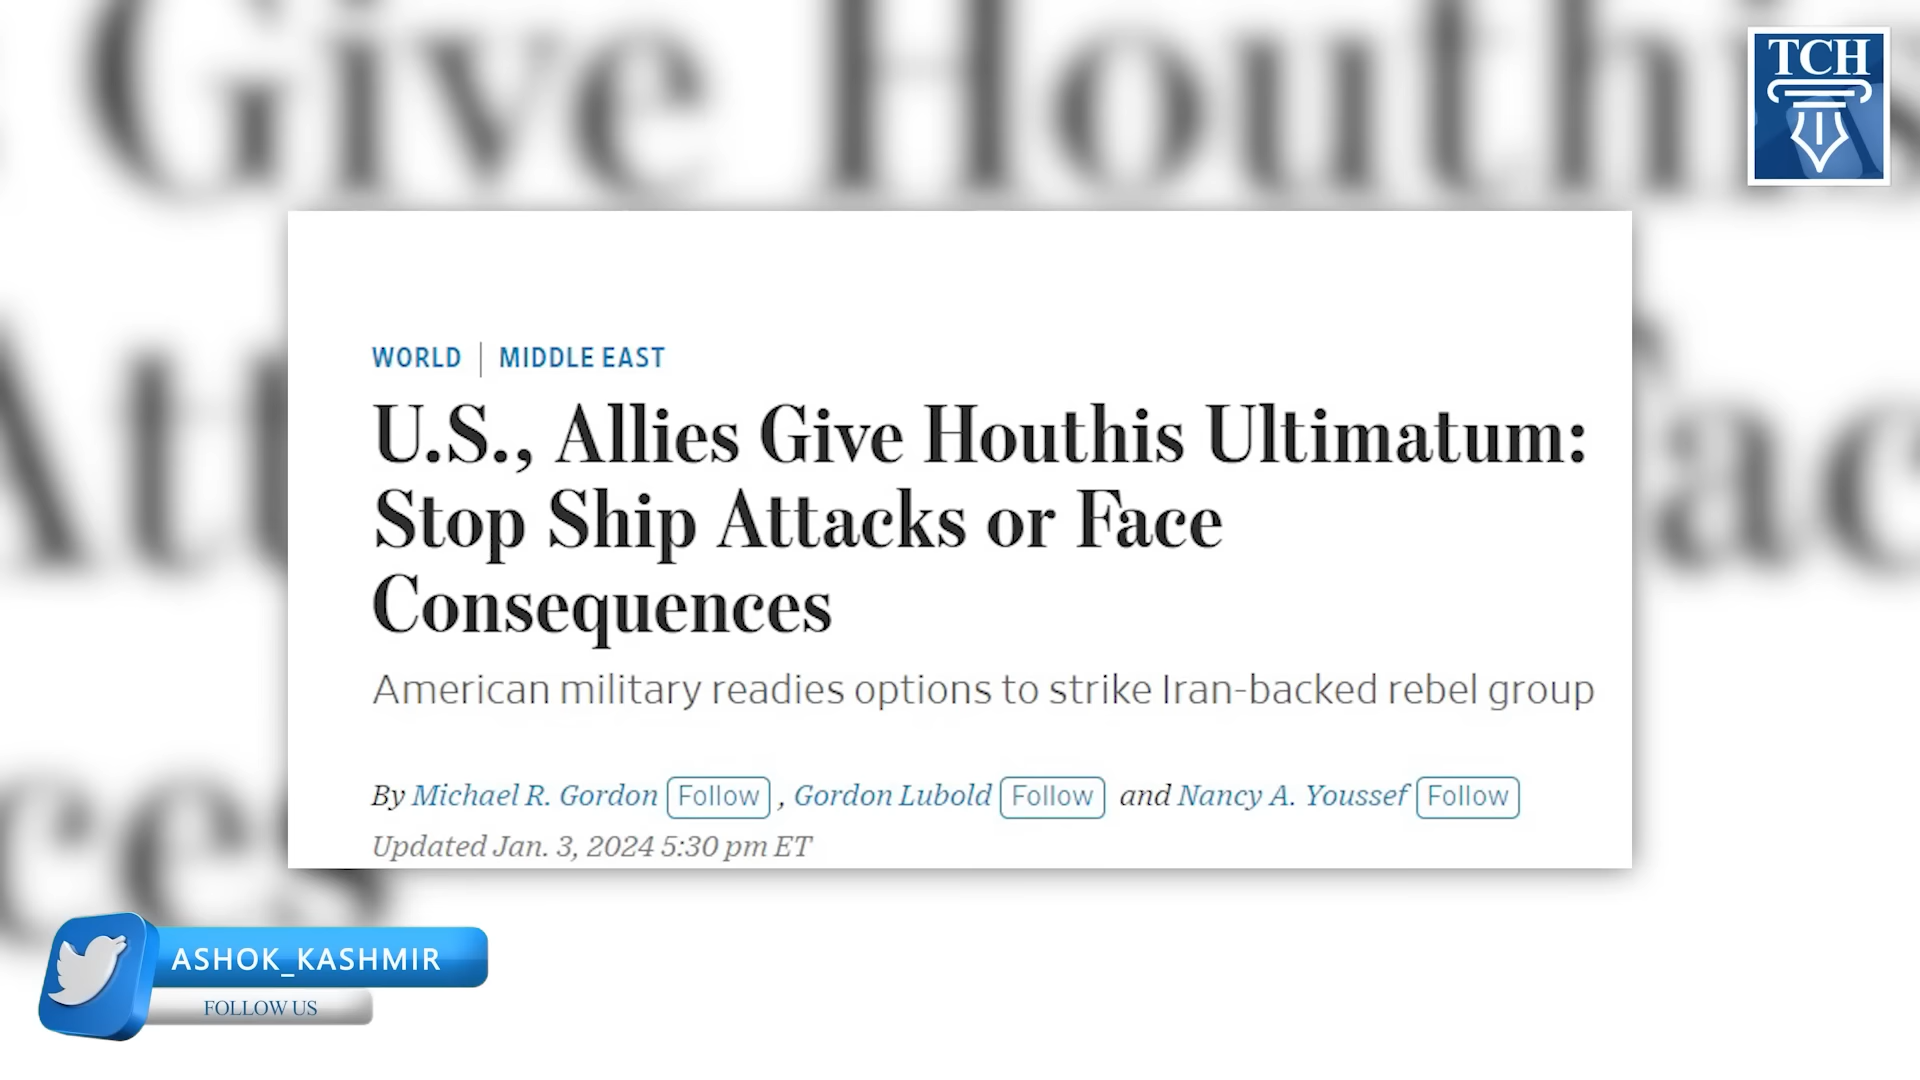 TCH
WORLD | MIDDLE EAST
U.S., Allies Give Houthis Ultimatum:
Stop Ship Attacks or Face
Consequences
American military readies options to strike Iran-backed rebel group
By Michael R. Gordon Follow , Gordon Lubold Follow and Nancy A. Youssef Follow
Updated Jan. 3, 2024 5:30 pm ET
ASHOK_KASHMIR
FOLLOW US